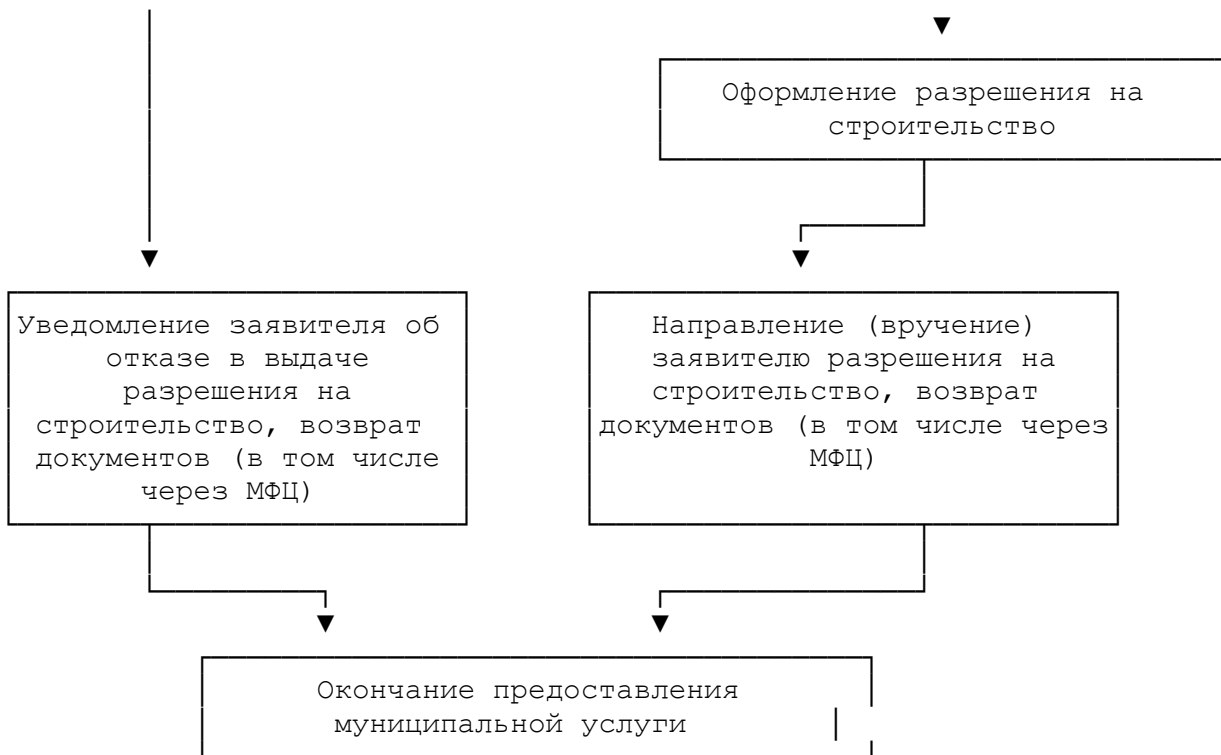 Оформление разрешения на
строительство
Уведомление заявителя об
отказе в выдаче
разрешения на
строительство, возврат
документов (в том числе
через МФЦ)
Направление (вручение)
заявителю разрешения на
строительство, возврат
документов (в том числе через
МФЦ)
Окончание предоставления
муниципальной услуги